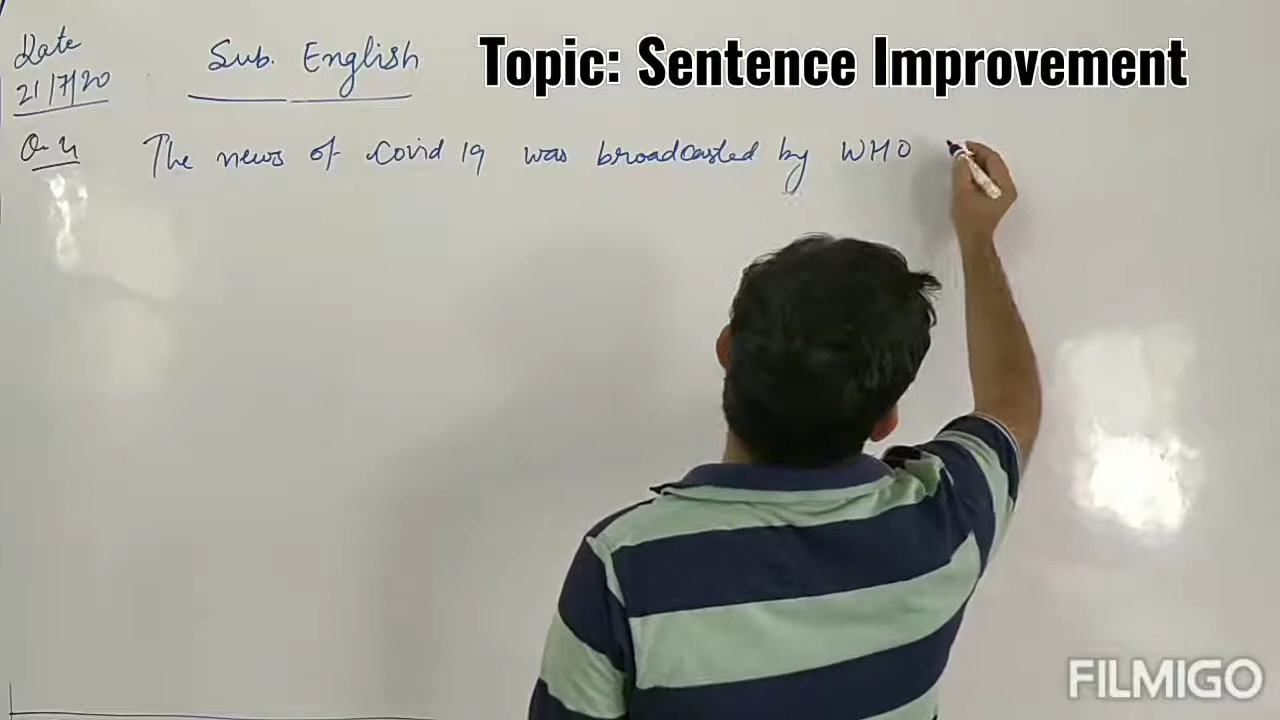 Date
21/7/20
Sub. English
Topic: Sentence Improvement
Q.4 The news of Covid 19 was broadcasted by WHO
FILMIGO